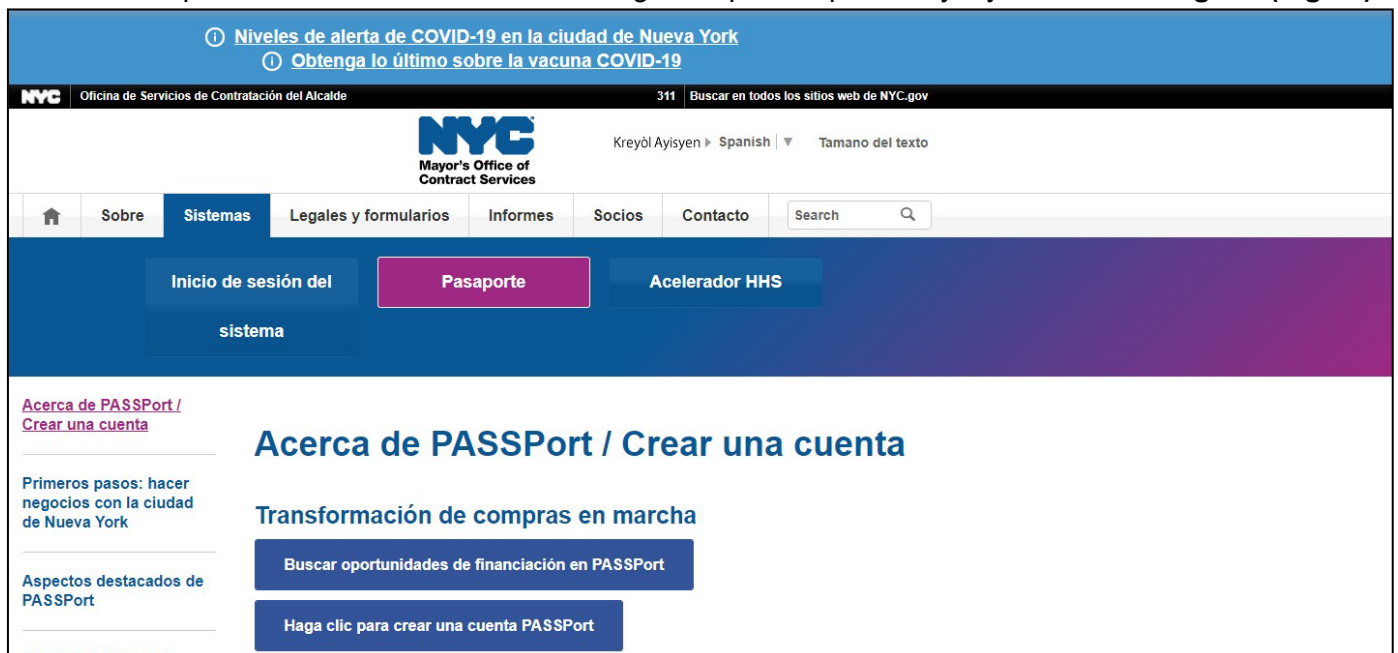 Niveles de alerta de COVID-19 en la ciudad de Nueva York
Obtenga lo último sobre la vacuna COVID-19
NYC Oficina de Servicios de Contratación del Alcalde 311 Buscar en todos los sitios web de NYC.gov
NYC
Mayor's Office of
Contract Services
Kreyòl Ayisyen Spanish Tamano del texto
Sobre Sistemas Legales y formularios Informes Socios Contacto Search
Inicio de sesión del
sistema
Pasaporte
Acelerador HHS
Acerca de PASSPort /
Crear una cuenta
Primeros pasos: hacer
negocios con la ciudad
de Nueva York
Aspectos destacados de
PASSPort
Acerca de PASSPort / Crear una cuenta
Transformación de compras en marcha
Buscar oportunidades de financiación en PASSPort
Haga clic para crear una cuenta PASSPort